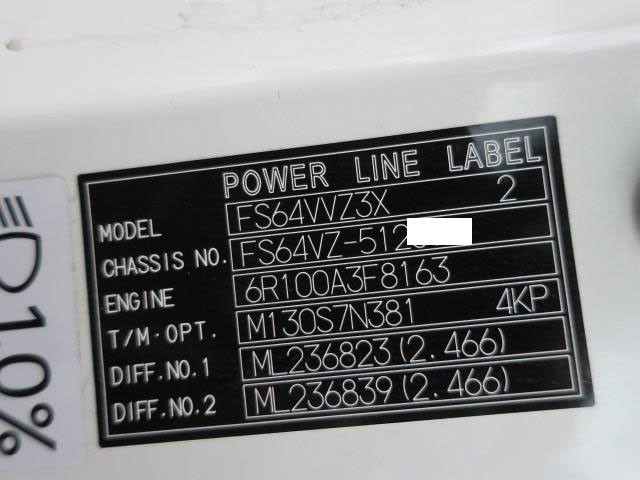 POWER LINE LABEL
MODEL FS64VVZ3X 2
CHASSIS NO. FS64VZ-512
ENGINE 6R100A3F8163
T/M·OPT. M130S7N381 4KP
DIFF.NO.1 ML236823(2.466)
DIFF.NO.2 ML236839(2.466)
10%